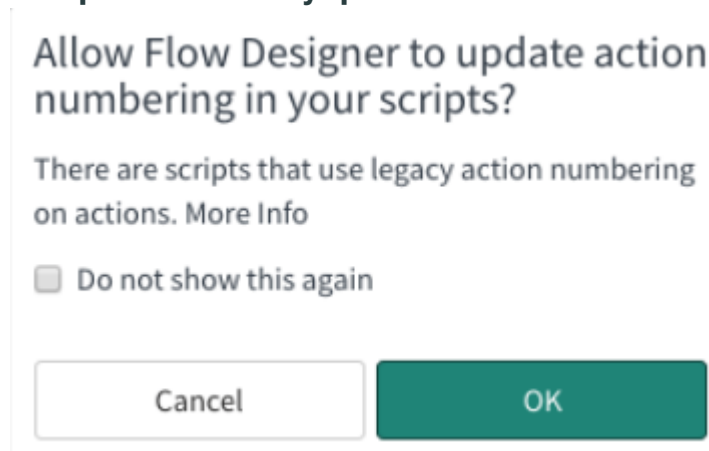 Allow Flow Designer to update action
numbering in your scripts?
There are scripts that use legacy action numbering
on actions. More Info
Do not show this again
Cancel
OK